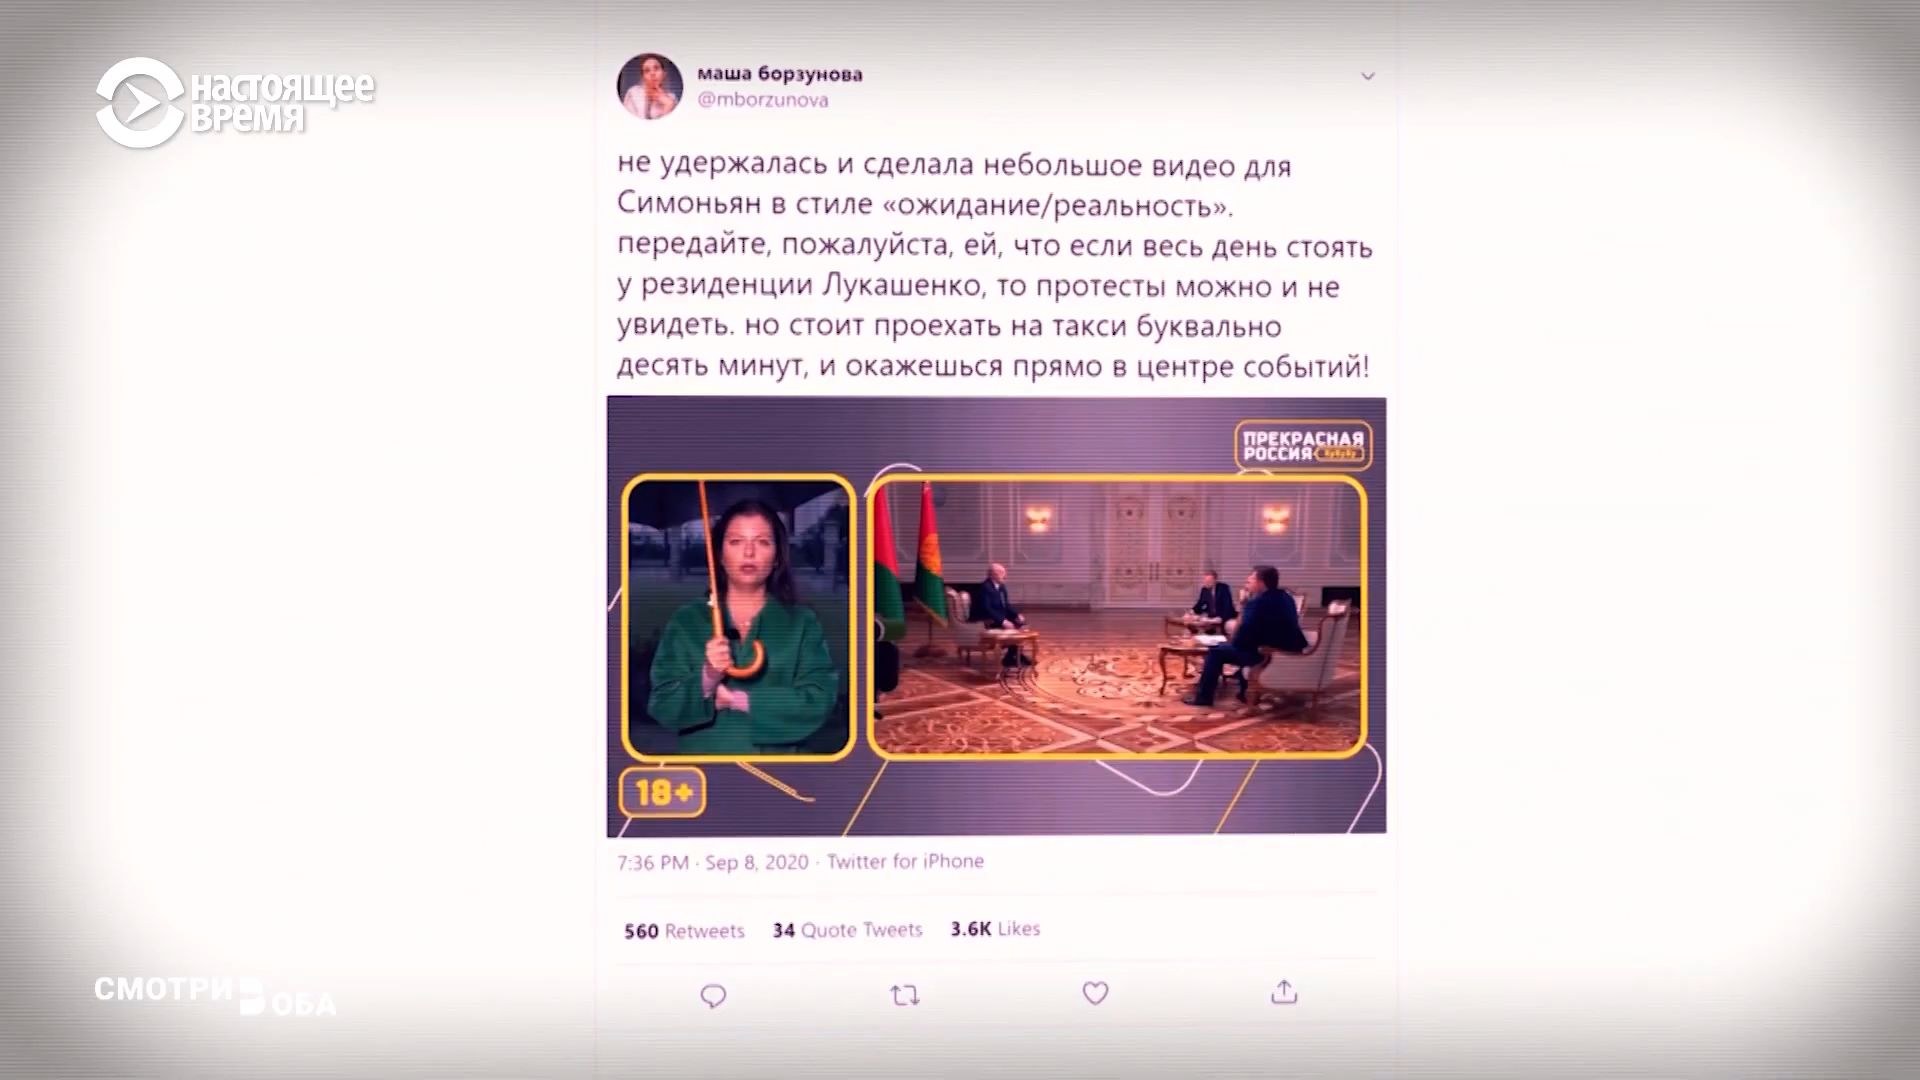 настоящее
время
маша борзунова
@mborzunova
не удержалась и сделала небольшое видео для
Симоньян в стиле «ожидание/реальность».
передайте, пожалуйста, ей, что если весь день стоять
у резиденции Лукашенко, то протесты можно и не
увидеть. но стоит проехать на такси буквально
десять минут, и окажешься прямо в центре событий!
ПРЕКРАСНАЯ
РОССИЯ бубубу
18+
7:36 PM · Sep 8, 2020 · Twitter for iPhone
560 Retweets 34 Quote Tweets 3.6K Likes
СМОТРИ В ОБА